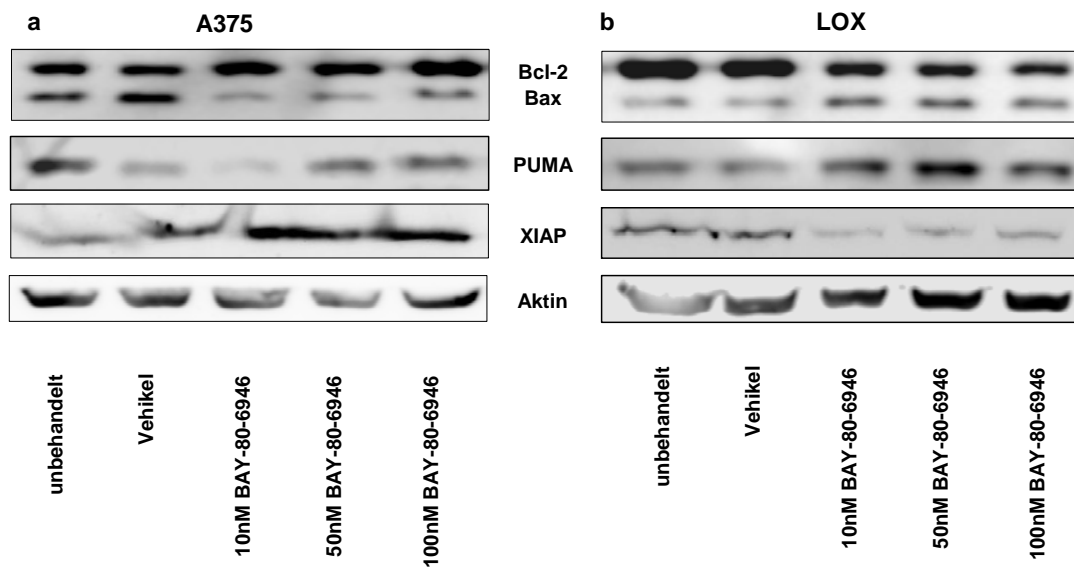 a
A375
b
LOX
Bcl-2
Bax
PUMA
XIAP
Aktin
unbehandelt
Vehikel
10nM BAY-80-6946
50nM BAY-80-6946
100nM BAY-80-6946
unbehandelt
Vehikel
10nM BAY-80-6946
50nM BAY-80-6946
100nM BAY-80-6946